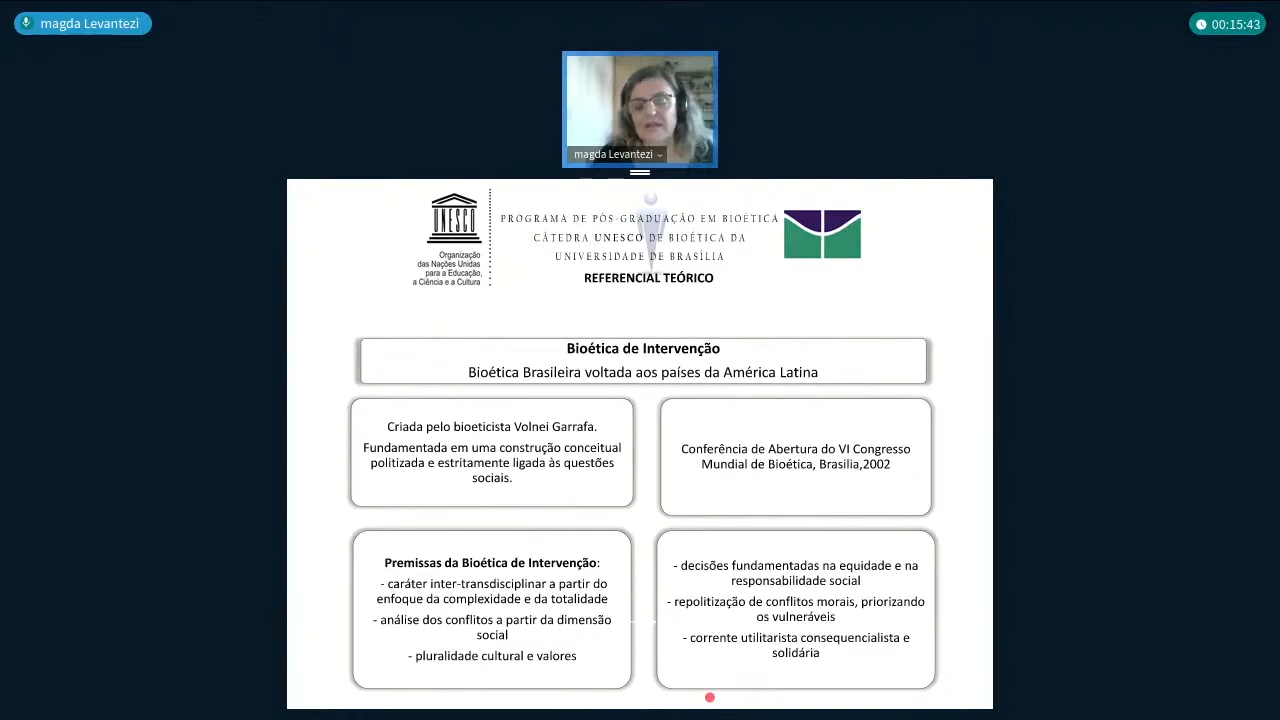 magda Levantezi
00:15:43
magda Levantezi
UNESCO
Organização
das Nações Unidas
para a Educação,
a Ciência e a Cultura
PROGRAMA DE PÓS-GRADUAÇÃO EM BIOÉTICA
CÁTEDRA UNESCO DE BIOÉTICA DA
UNIVERSIDADE DE BRASÍLIA
REFERENCIAL TEÓRICO
Bioética de Intervenção
Bioética Brasileira voltada aos países da América Latina
Criada pelo bioeticista Volnei Garrafa.
Fundamentada em uma construção conceitual
politizada e estritamente ligada às questões
sociais.
Conferência de Abertura do VI Congresso
Mundial de Bioética, Brasilia,2002
Premissas da Bioética de Intervenção:
- caráter inter-transdisciplinar a partir do
enfoque da complexidade e da totalidade
- análise dos conflitos a partir da dimensão
social
- pluralidade cultural e valores
- decisões fundamentadas na equidade e na
responsabilidade social
- repolitização de conflitos morais, priorizando
os vulneráveis
- corrente utilitarista consequencialista e
solidária